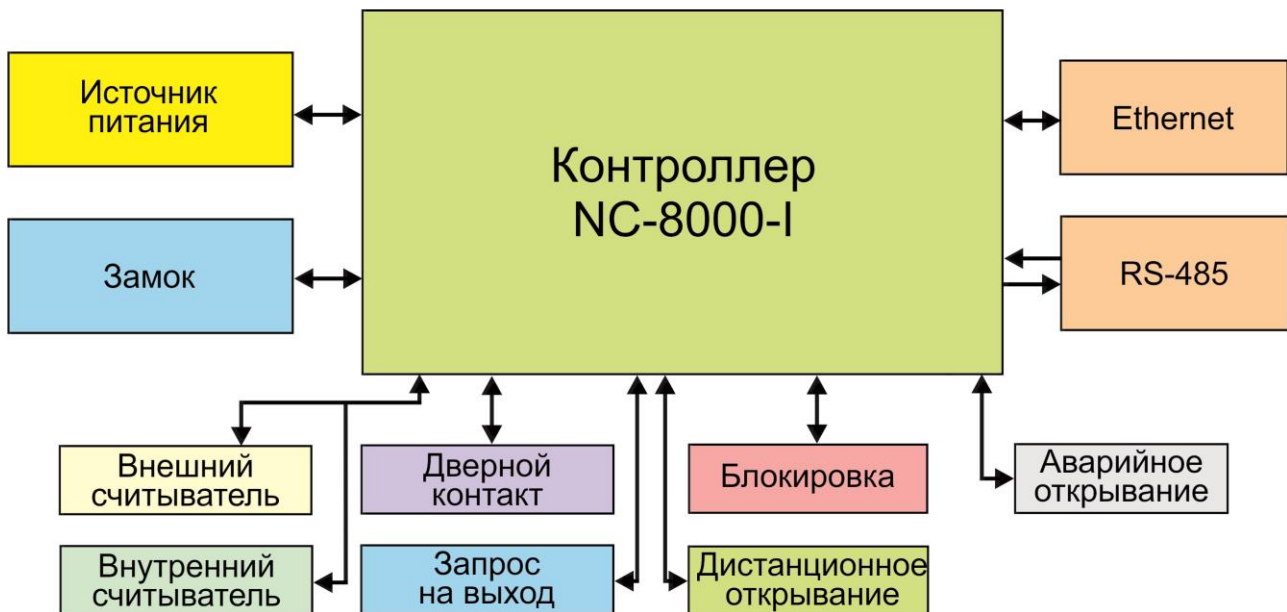 Источник
питания
Контроллер
NC-8000-I
Ethernet
Замок
RS-485
Внешний
считыватель
Дверной
контакт
Блокировка
Аварийное
открывание
Внутренний
считыватель
Запрос
на выход
Дистанционное
открывание